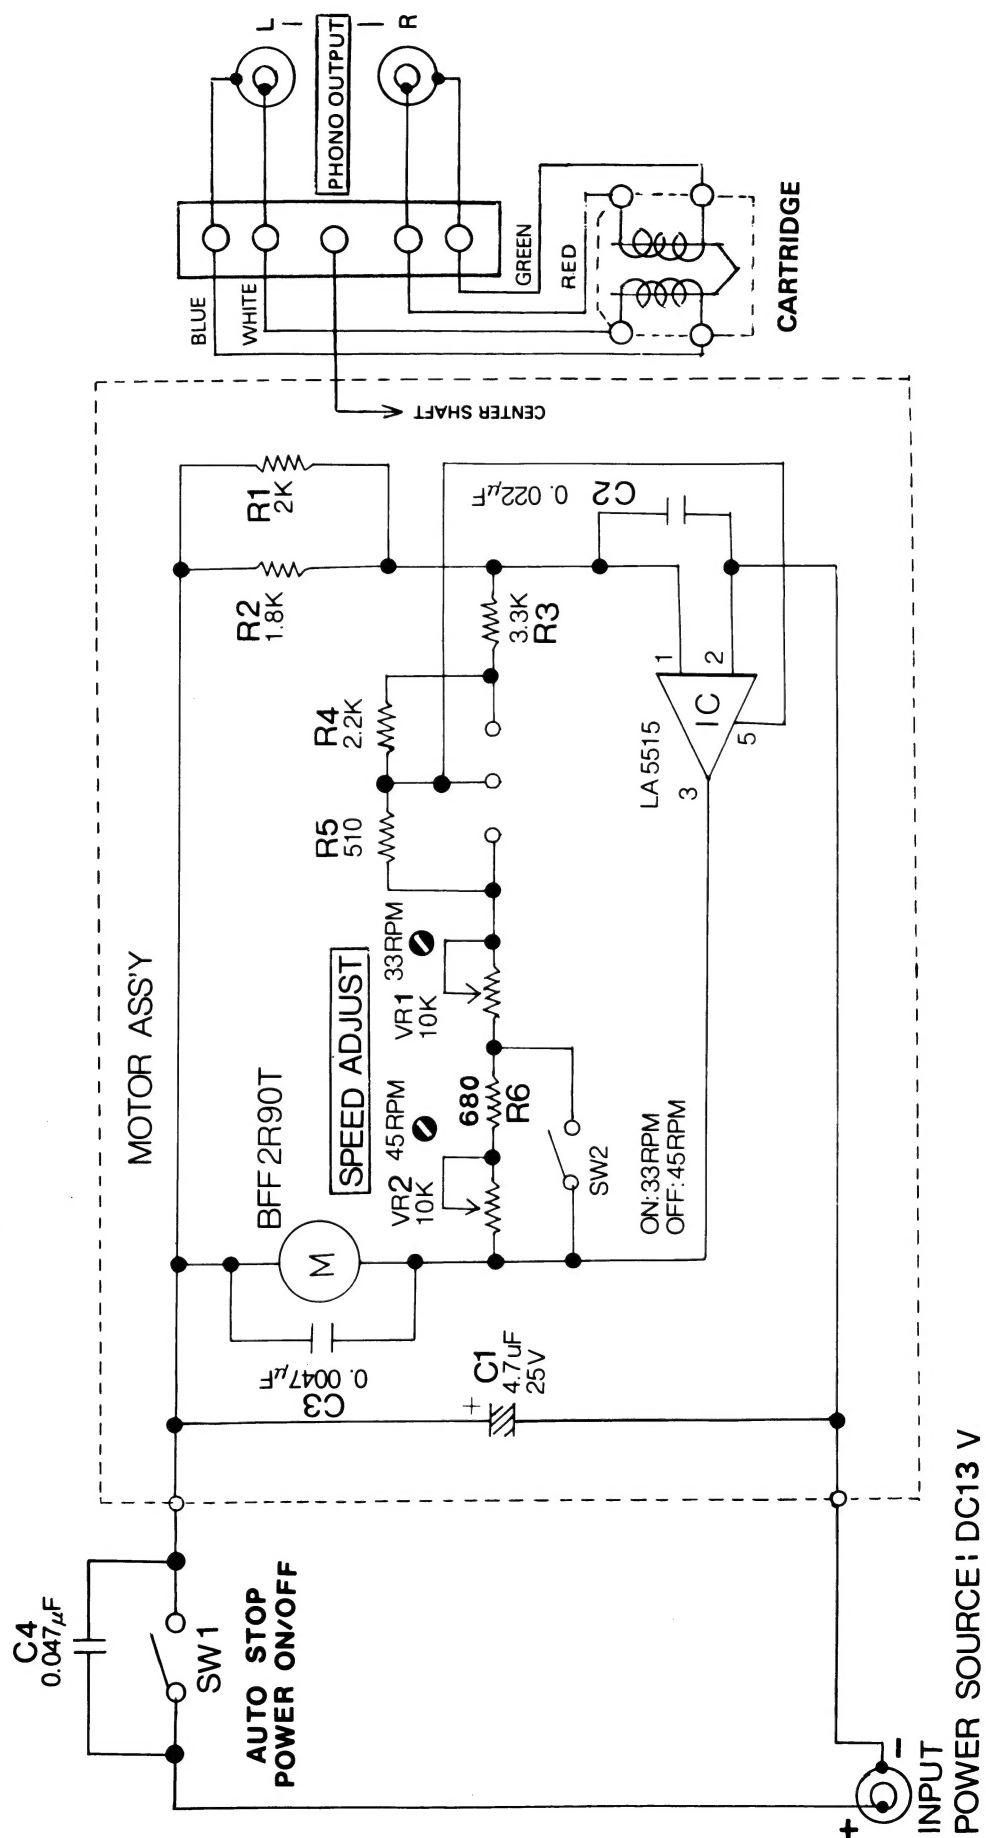 C4
0.047µF
SW1
AUTO STOP
POWER ON/OFF
+
-
INPUT
POWER SOURCE: DC13 V
MOTOR ASS'Y
C3
0.0047µF
M
BFF2R90T
+
C1
4.7uF
25V
SPEED ADJUST
VR2
10K
45RPM
680
R6
SW2
ON:33RPM
OFF:45RPM
VR1
10K
33RPM
R5
510
R4
2.2K
3.3K
R3
R2
1.8K
R1
2K
LA5515
IC
1
2
3
5
C2
0.022µF
CENTER SHAFT
BLUE
WHITE
GREEN
RED
CARTRIDGE
L
PHONO OUTPUT
R